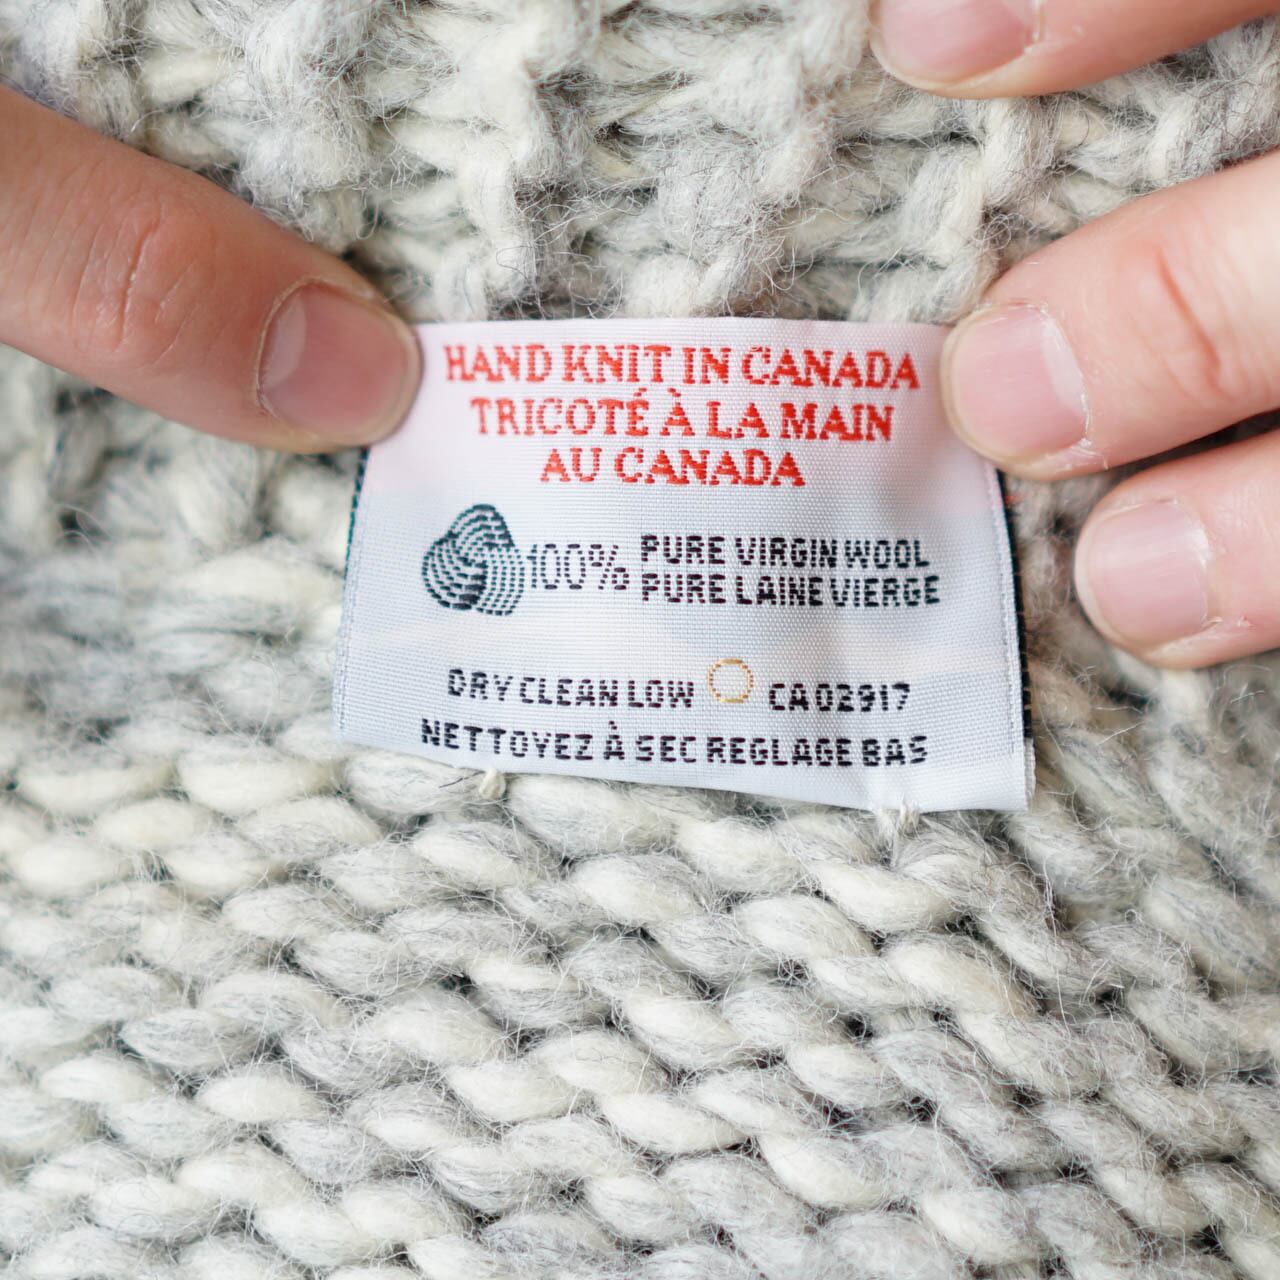 HAND KNIT IN CANADA
TRICOTÉ À LA MAIN
AU CANADA
100% PURE VIRGIN WOOL
PURE LAINE VIERGE
DRY CLEAN LOW CA02917
NETTOYEZ À SEC REGLAGE BAS